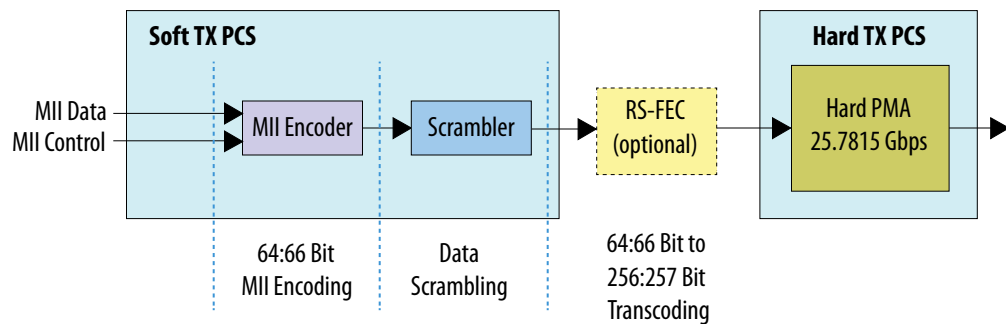 Soft TX PCS
Hard TX PCS
MII Data
MII Control
MII Encoder
Scrambler
RS-FEC
(optional)
Hard PMA
25.7815 Gbps
64:66 Bit
MII Encoding
Data
Scrambling
64:66 Bit to
256:257 Bit
Transcoding